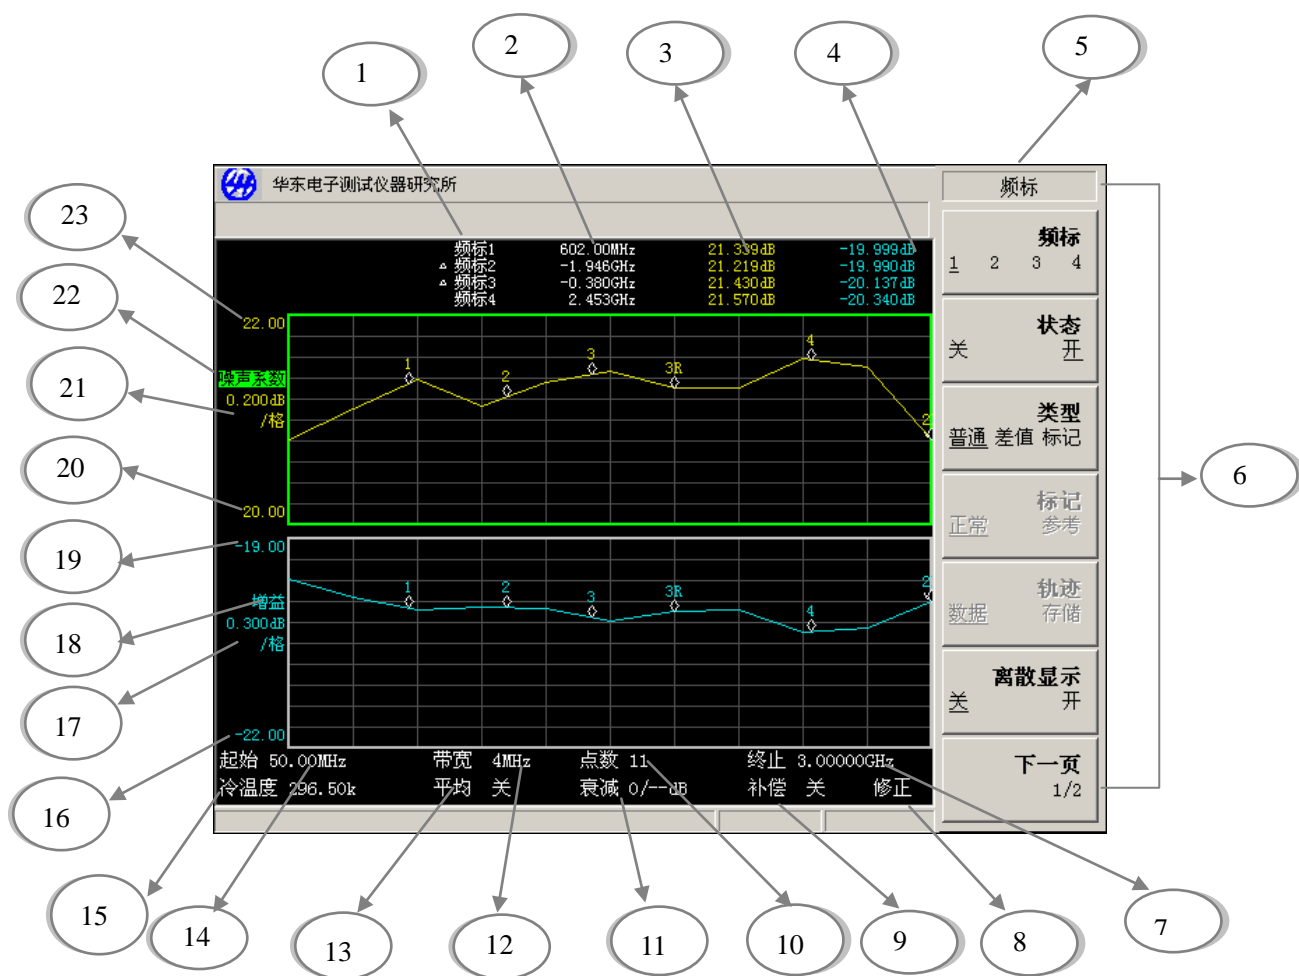 1
2
3
4
5
华东电子测试仪器研究所
频标
频标1 602.00MHz 21.339dB -19.999dB
▵ 频标2 -1.946GHz 21.219dB -19.990dB
▵ 频标3 -0.380GHz 21.430dB -20.137dB
频标4 2.453GHz 21.570dB -20.340dB
频标
1 2 3 4
状态
关 开
类型
普通 差值 标记
标记
正常 参考
轨迹
数据 存储
离散显示
关 开
下一页
1/2
22.00
噪声系数
0.200dB
/格
20.00
1
2
3
3R
4
2
-19.00
增益
0.300dB
/格
-22.00
1
2
3
3R
4
2
起始 50.00MHz 带宽 4MHz 点数 11 终止 3.00000GHz
冷温度 296.50k 平均 关 衰减 0/--dB 补偿 关 修正
23
22
21
20
19
18
17
16
15
14
13
12
11
10
9
8
7
6